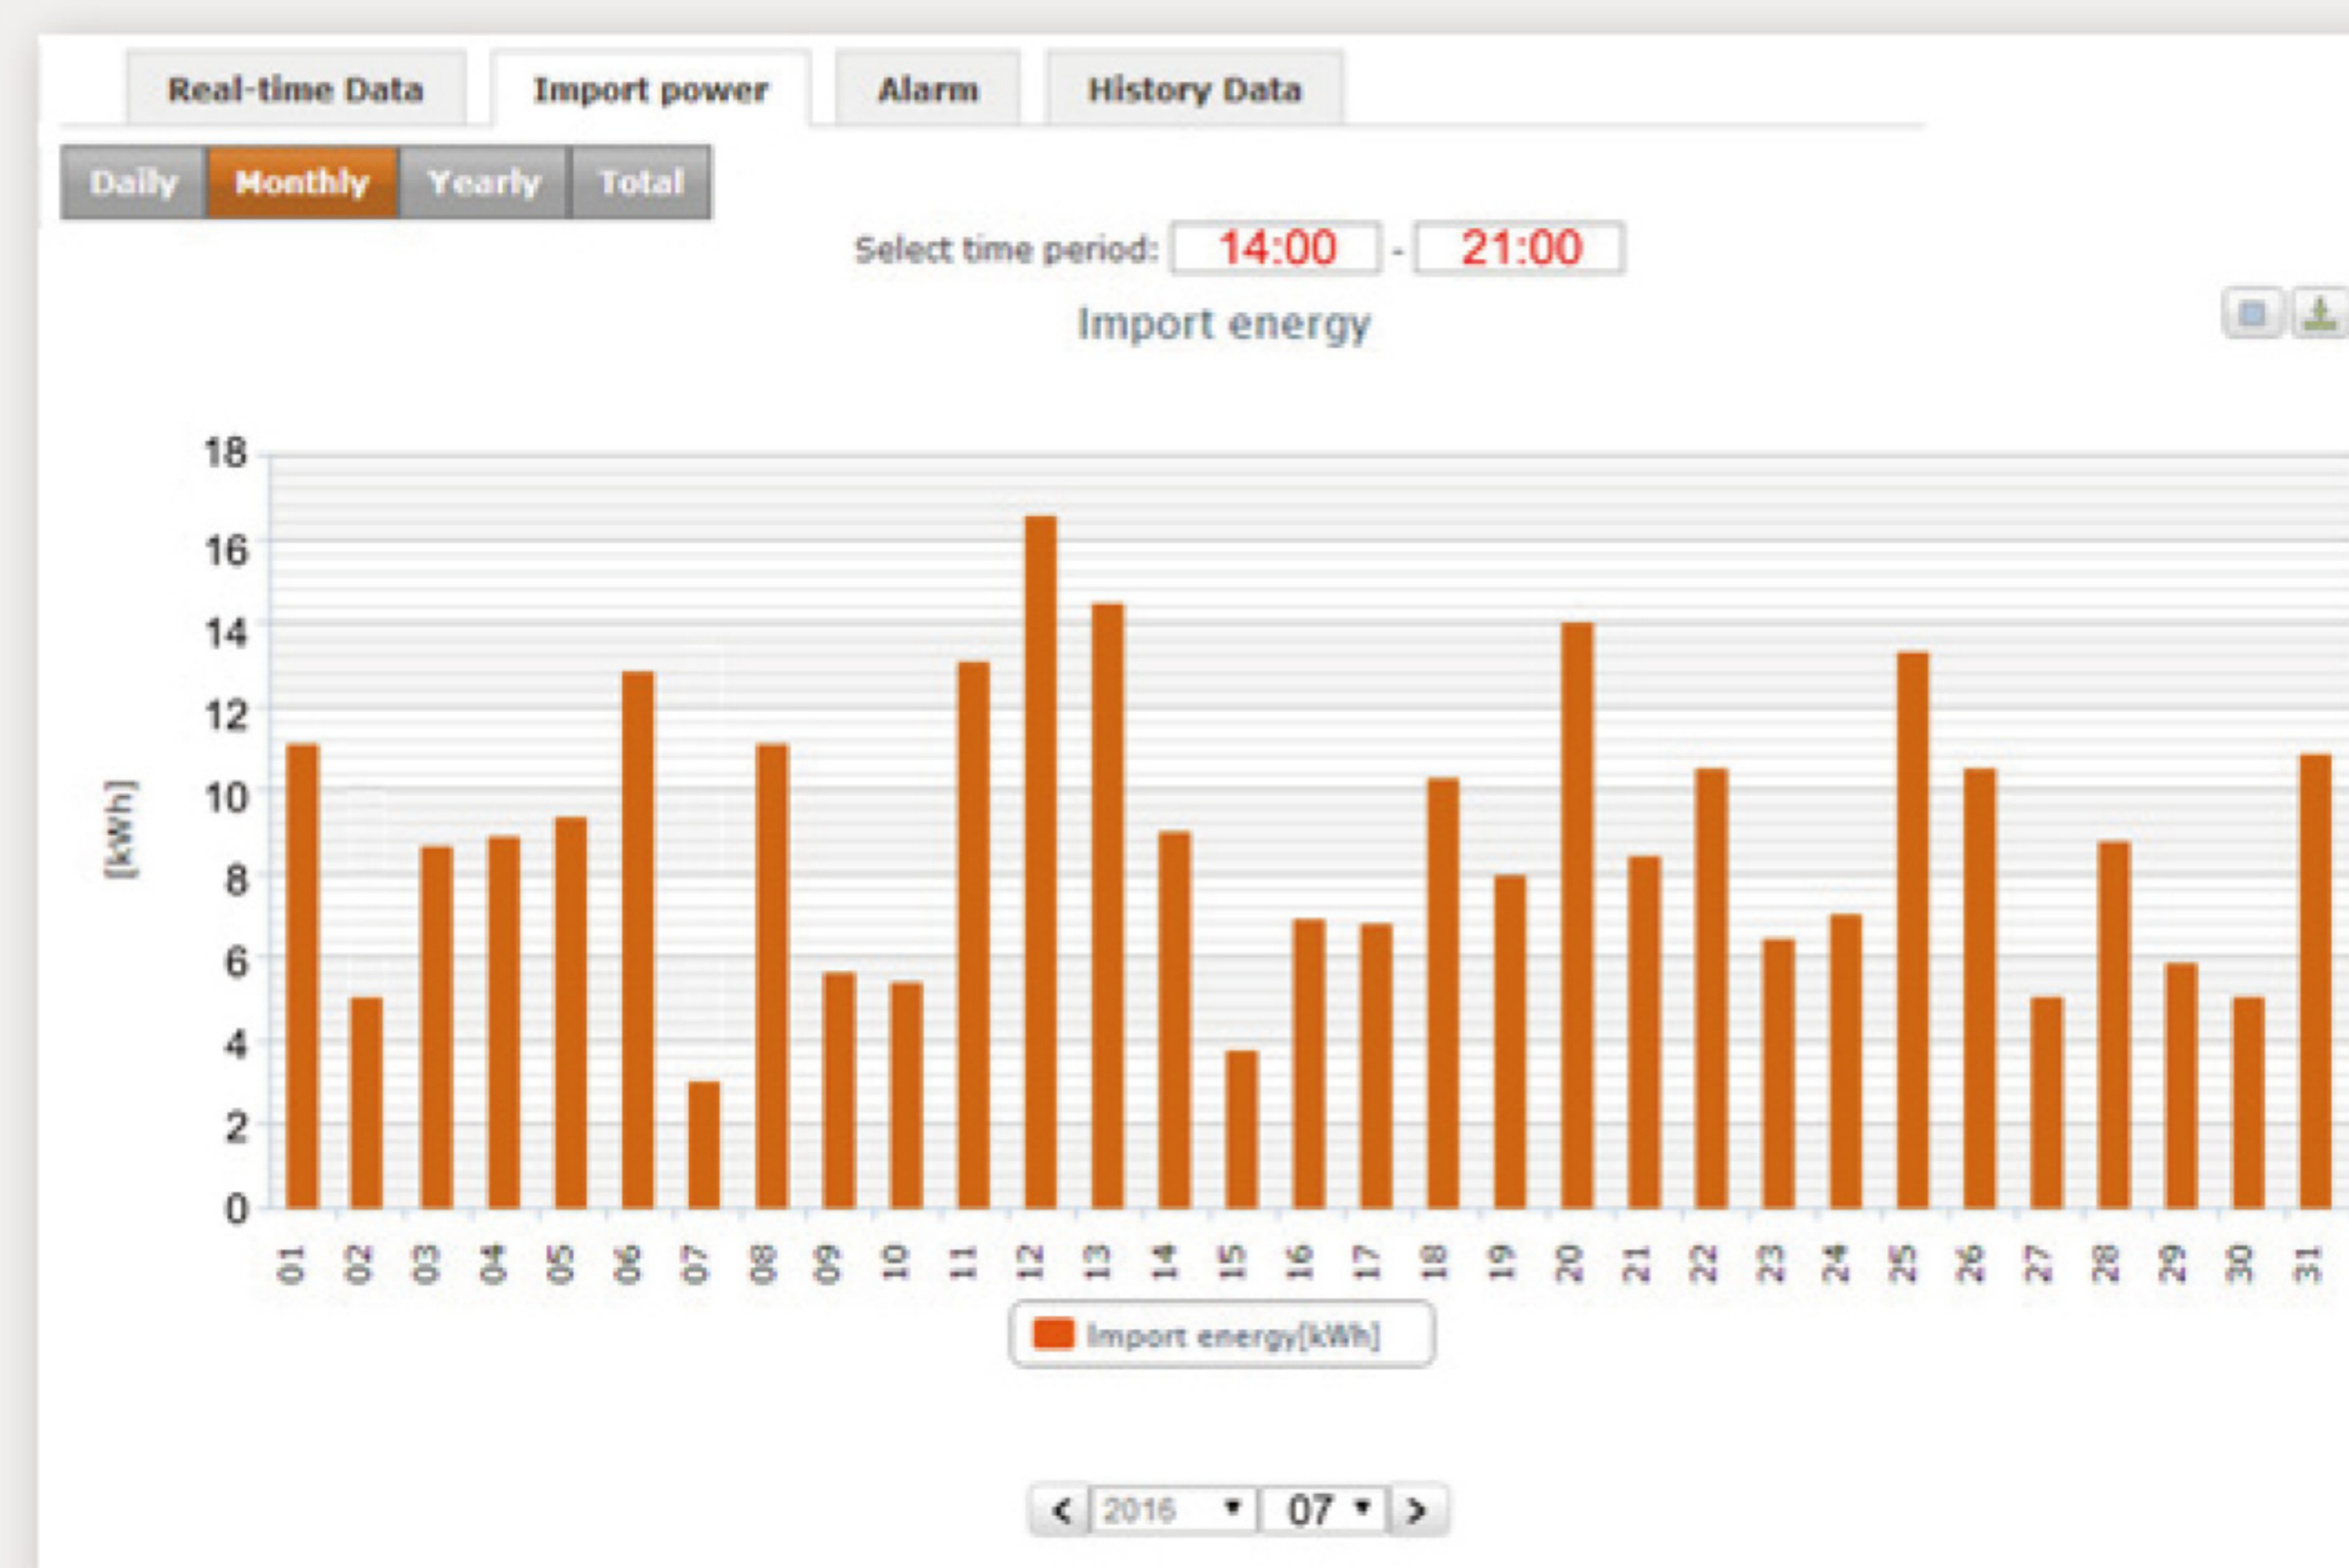 Real-time Data Import power Alarm History Data
Daily Monthly Yearly Total
Select time period: 14:00 - 21:00
Import energy
18
16
14
12
10
8
6
4
2
0
[kWh]
01 02 03 04 05 06 07 08 09 10 11 12 13 14 15 16 17 18 19 20 21 22 23 24 25 26 27 28 29 30 31
Import energy[kWh]
< 2016 07 >